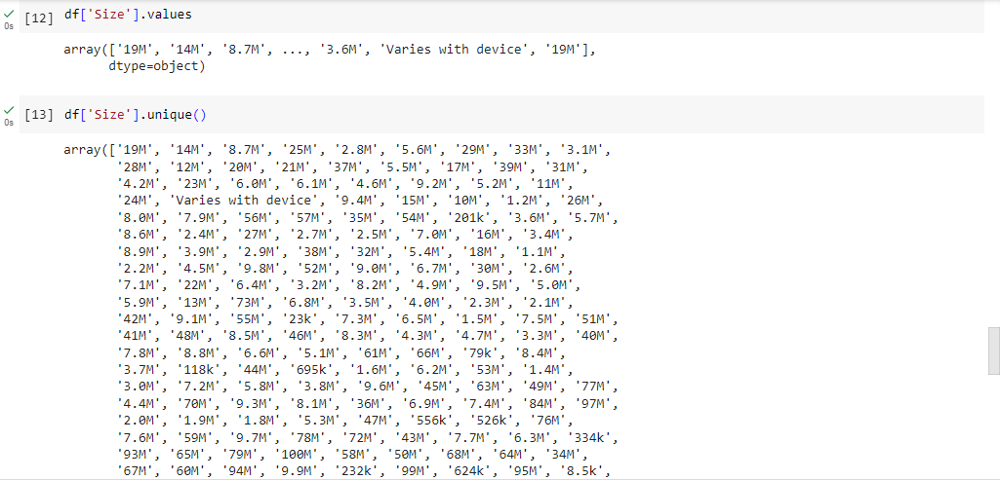 [12] df['Size'].values
0s
array(['19M', '14M', '8.7M', ..., '3.6M', 'Varies with device', '19M'],
dtype=object)
[13] df['Size'].unique()
0s
array(['19M', '14M', '8.7M', '25M', '2.8M', '5.6M', '29M', '33M', '3.1M',
'28M', '12M', '20M', '21M', '37M', '5.5M', '17M', '39M', '31M',
'4.2M', '23M', '6.0M', '6.1M', '4.6M', '9.2M', '5.2M', '11M',
'24M', 'Varies with device', '9.4M', '15M', '10M', '1.2M', '26M',
'8.0M', '7.9M', '56M', '57M', '35M', '54M', '201k', '3.6M', '5.7M',
'8.6M', '2.4M', '27M', '2.7M', '2.5M', '7.0M', '16M', '3.4M',
'8.9M', '3.9M', '2.9M', '38M', '32M', '5.4M', '18M', '1.1M',
'2.2M', '4.5M', '9.8M', '52M', '9.0M', '6.7M', '30M', '2.6M',
'7.1M', '22M', '6.4M', '3.2M', '8.2M', '4.9M', '9.5M', '5.0M',
'5.9M', '13M', '73M', '6.8M', '3.5M', '4.0M', '2.3M', '2.1M',
'42M', '9.1M', '55M', '23k', '7.3M', '6.5M', '1.5M', '7.5M', '51M',
'41M', '48M', '8.5M', '46M', '8.3M', '4.3M', '4.7M', '3.3M', '40M',
'7.8M', '8.8M', '6.6M', '5.1M', '61M', '66M', '79k', '8.4M',
'3.7M', '118k', '44M', '695k', '1.6M', '6.2M', '53M', '1.4M',
'3.0M', '7.2M', '5.8M', '3.8M', '9.6M', '45M', '63M', '49M', '77M',
'4.4M', '70M', '9.3M', '8.1M', '36M', '6.9M', '7.4M', '84M', '97M',
'2.0M', '1.9M', '1.8M', '5.3M', '47M', '556k', '526k', '76M',
'7.6M', '59M', '9.7M', '78M', '72M', '43M', '7.7M', '6.3M', '334k',
'93M', '65M', '79M', '100M', '58M', '50M', '68M', '64M', '34M',
'67M', '60M', '94M', '9.9M', '232k', '99M', '624k', '95M', '8.5k',